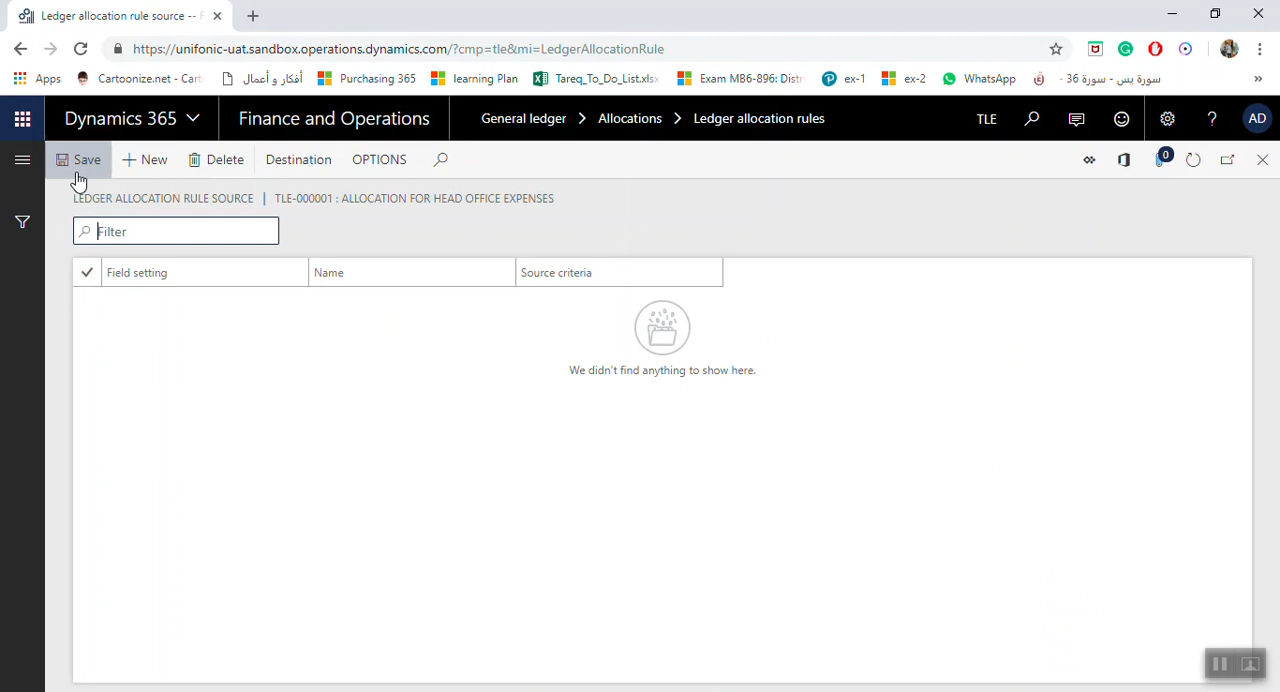 Ledger allocation rule source -- F
https://unifonic-uat.sandbox.operations.dynamics.com/?cmp=tle&mi=LedgerAllocationRule
Apps Cartoonize.net - Carto أفكار و أعمال Purchasing 365 learning Plan Tareq_To_Do_List.xlsx Exam MB6-896: Distri ex-1 ex-2 WhatsApp سورة يس - سورة 36 - »
Dynamics 365 Finance and Operations General ledger > Allocations > Ledger allocation rules TLE ? AD
Save + New Delete Destination OPTIONS 0
LEDGER ALLOCATION RULE SOURCE | TLE-000001 : ALLOCATION FOR HEAD OFFICE EXPENSES
Filter
Field setting Name Source criteria
We didn't find anything to show here.